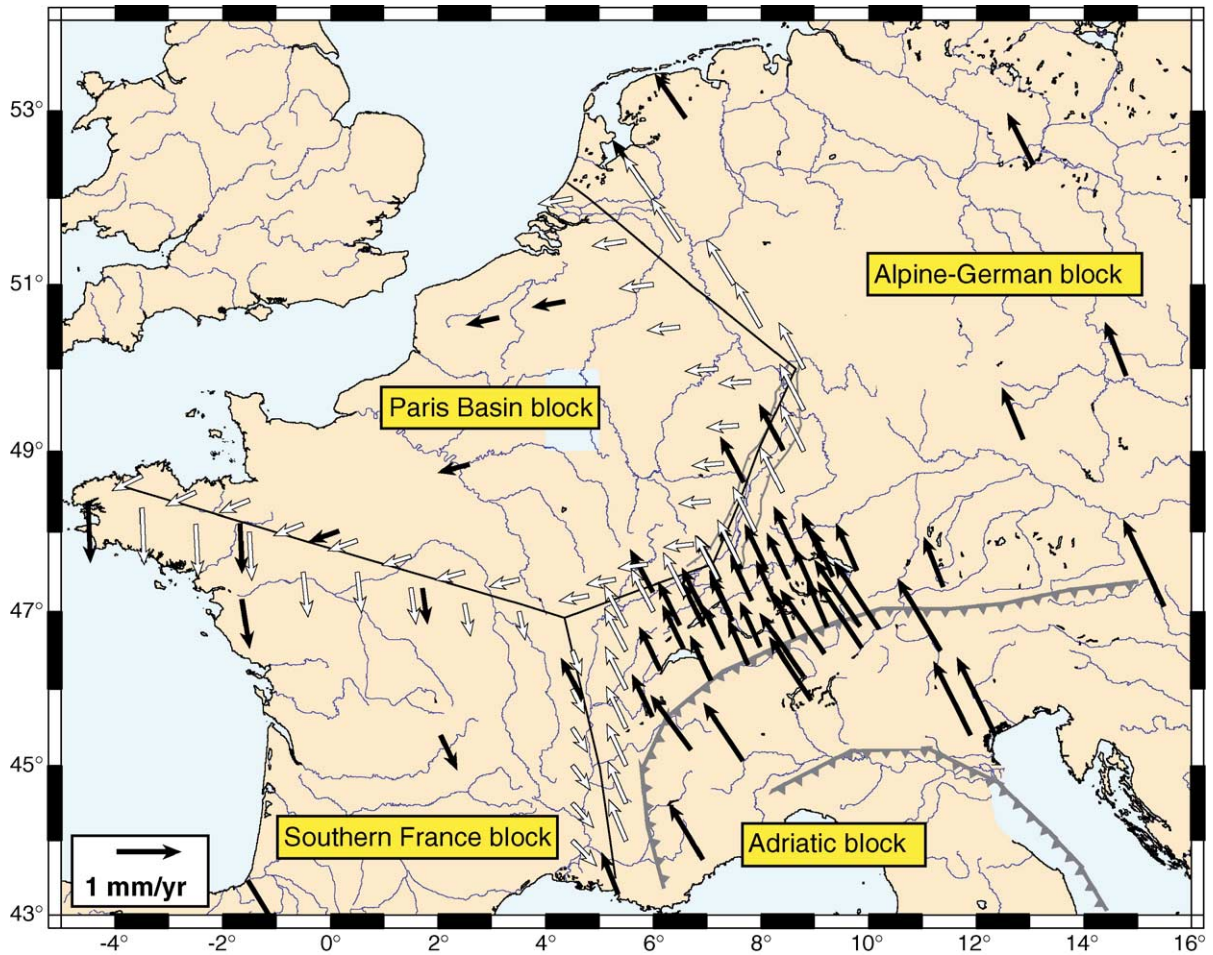 53°
51°
Alpine-German block
49°
Paris Basin block
47°
45°
Southern France block
Adriatic block
1 mm/yr
43°
-4° -2° 0° 2° 4° 6° 8° 10° 12° 14° 16°